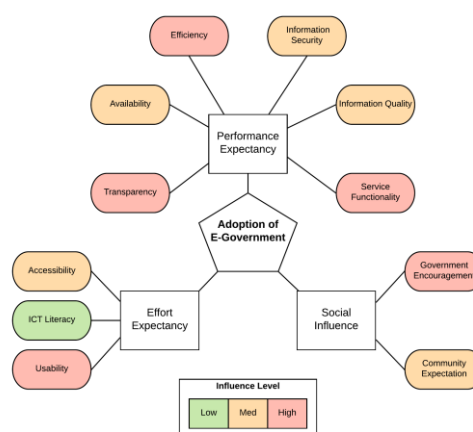 Efficiency
Information
Security
Availability
Information Quality
Performance
Expectancy
Transparency
Service
Functionality
Adoption of
E-Government
Accessibility
Government
Encouragement
ICT Literacy
Effort
Expectancy
Social
Influence
Usability
Community
Expectation
Influence Level
Low
Med
High